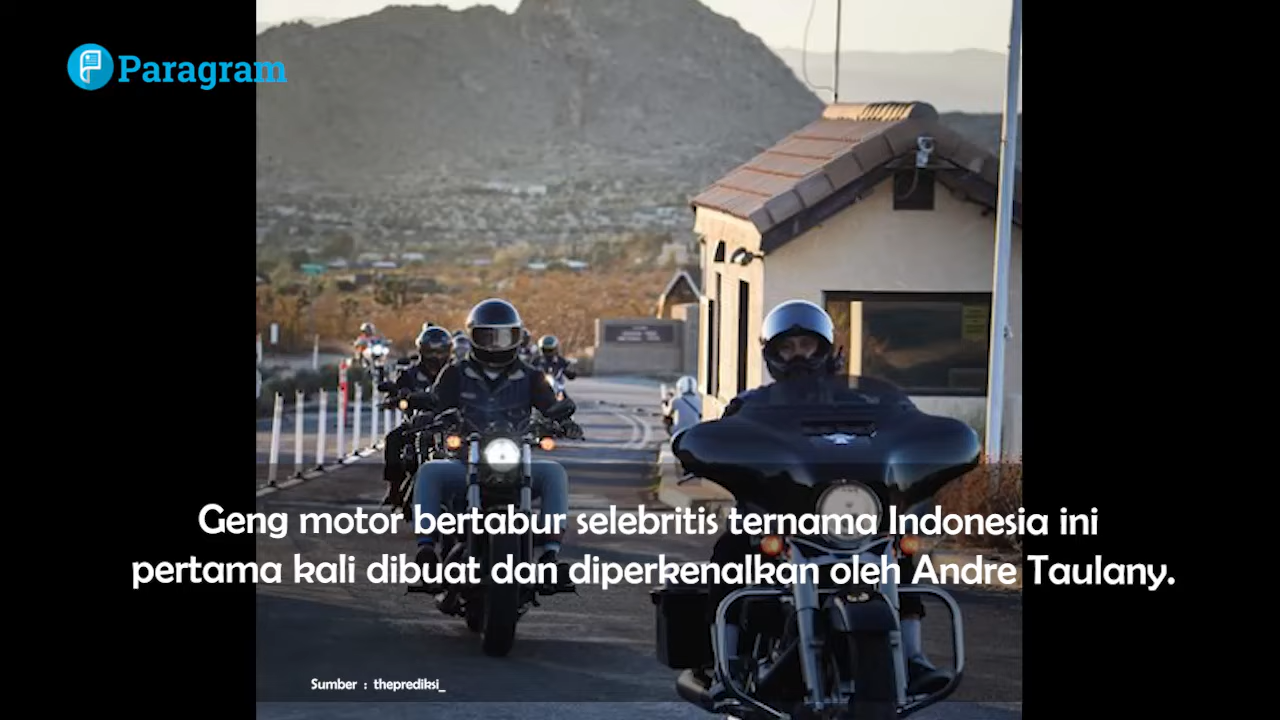 Paragram
Geng motor bertabur selebritis ternama Indonesia ini
pertama kali dibuat dan diperkenalkan oleh Andre Taulany.
Sumber : theprediksi_